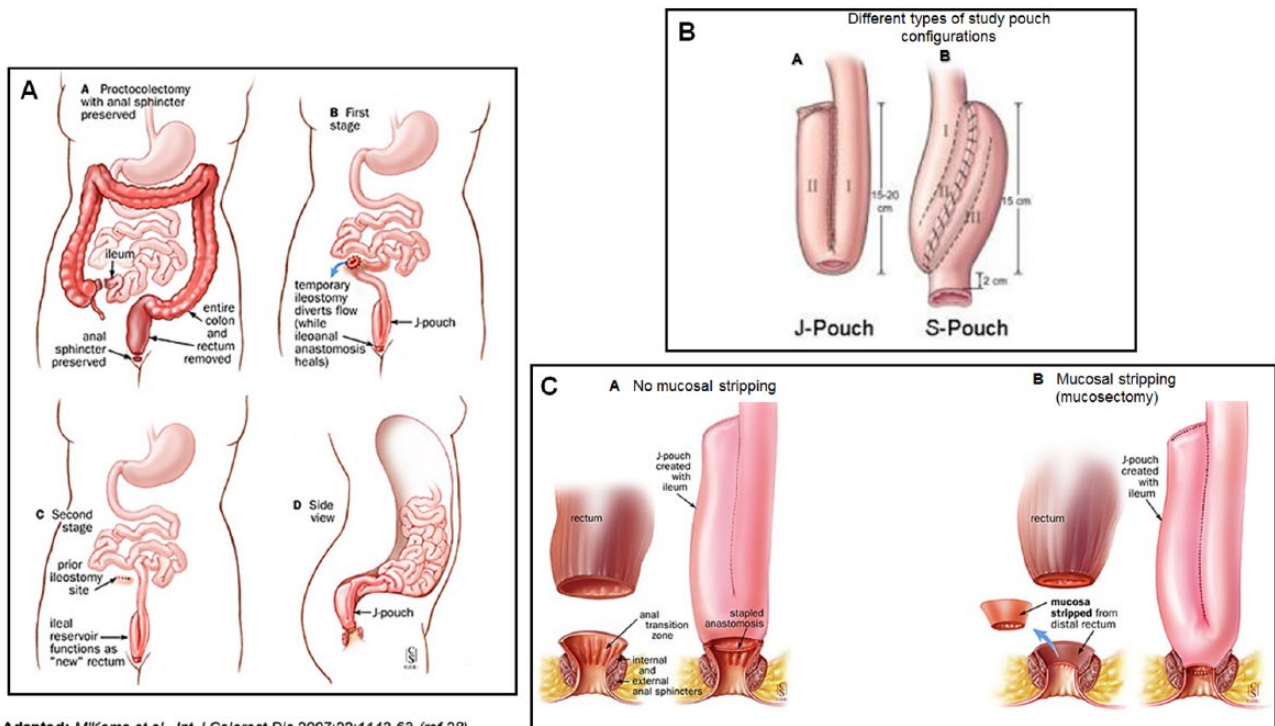 A
A Proctocolectomy
with anal sphincter
preserved
ileum
anal
sphincter
preserved
entire
colon
and
rectum
removed
B First
stage
temporary
ileostomy
diverts flow
(while
ileoanal
anastomosis
heals)
J-pouch
C Second
stage
prior
ileostomy
site
ileal
reservoir
functions as
"new" rectum
D Side
view
J-pouch
B
Different types of study pouch
configurations
A
B
II
I
15-20
cm
I
II
III
15 cm
2 cm
J-Pouch
S-Pouch
C
A No mucosal stripping
J-pouch
created
with
ileum
rectum
anal
transition
zone
stapled
anastomosis
internal
and
external
anal sphincters
B Mucosal stripping
(mucosectomy)
J-pouch
created
with
ileum
rectum
mucosa
stripped from
distal rectum